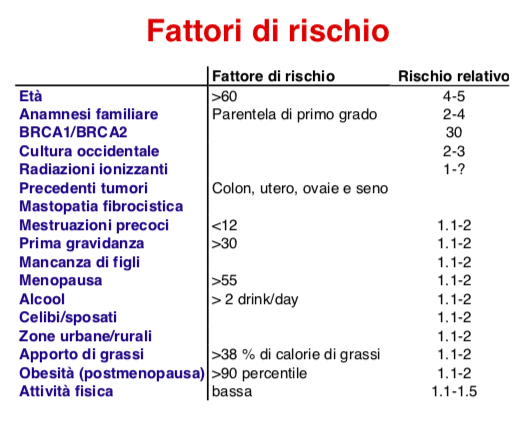 Fattori di rischio
Fattore di rischio Rischio relativo
Età >60 4-5
Anamnesi familiare Parentela di primo grado 2-4
BRCA1/BRCA2 30
Cultura occidentale 2-3
Radiazioni ionizzanti 1-?
Precedenti tumori Colon, utero, ovaie e seno
Mastopatia fibrocistica
Mestruazioni precoci <12 1.1-2
Prima gravidanza >30 1.1-2
Mancanza di figli 1.1-2
Menopausa >55 1.1-2
Alcool > 2 drink/day 1.1-2
Celibi/sposati 1.1-2
Zone urbane/rurali 1.1-2
Apporto di grassi >38 % di calorie di grassi 1.1-2
Obesità (postmenopausa) >90 percentile 1.1-2
Attività fisica bassa 1.1-1.5